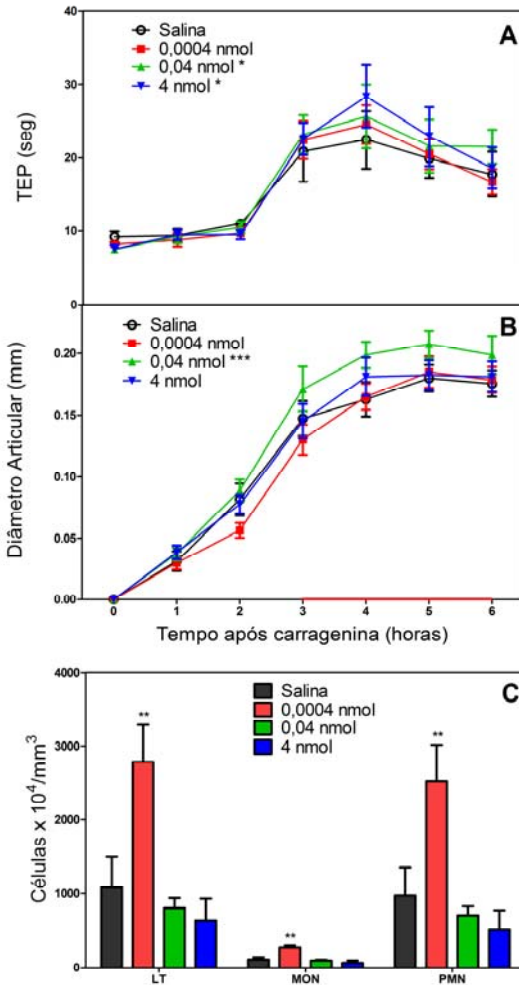 A
Salina
0,0004 nmol
0,04 nmol *
4 nmol *
TEP (ssg)
40
30
20
10
0
B
Salina
0,0004 nmol
0,04 nmol ***
4 nmol
Diâmetro Articular (mm)
0.20
0.15
0.10
0.05
0.00
0 1 2 3 4 5 6
Tempo após carragenina (horas)
C
Salina
0,0004 nmol
0,04 nmol
4 nmol
Células x 10⁴/mm³
4000
3000
2000
1000
0
** ** **
LT MON PMN